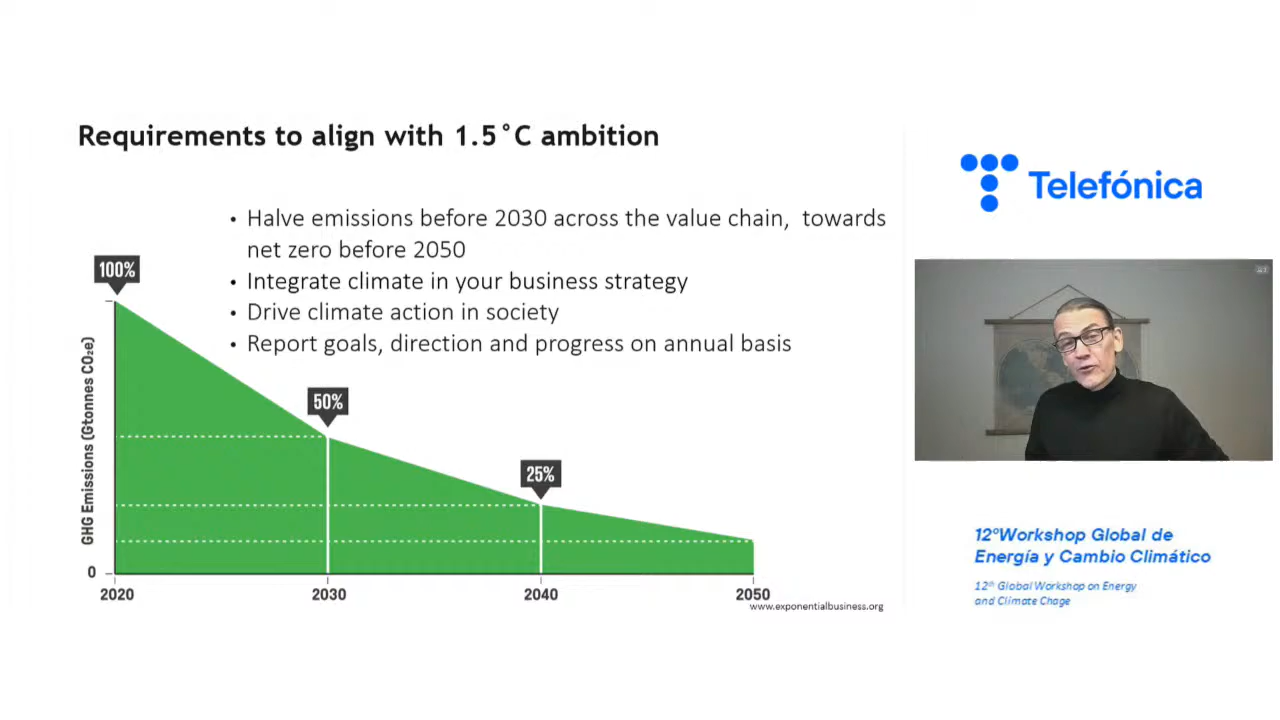 Requirements to align with 1.5°C ambition
• Halve emissions before 2030 across the value chain, towards
net zero before 2050
• Integrate climate in your business strategy
• Drive climate action in society
• Report goals, direction and progress on annual basis
100%
50%
25%
GHG Emissions (Gtonnes CO₂e)
0
2020
2030
2040
2050
www.exponentialbusiness.org
Telefónica
12ºWorkshop Global de
Energía y Cambio Climático
12th Global Workshop on Energy
and Climate Chage